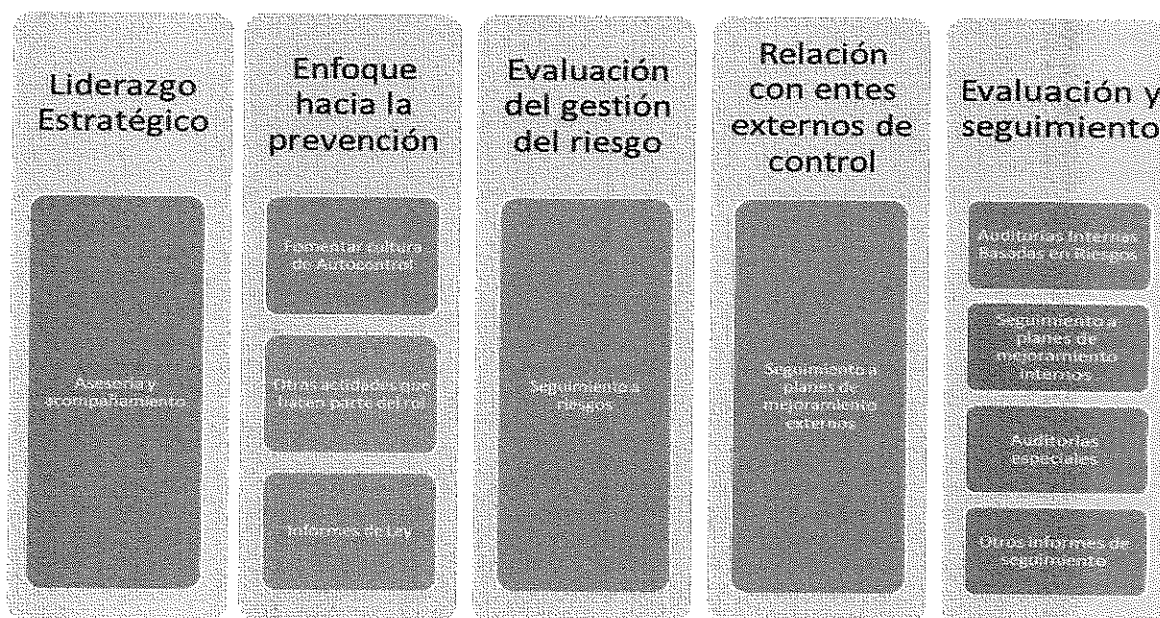 Liderazgo
Estratégico
Asesoría y
acompañamiento
Enfoque
hacia la
prevención
Fomentar cultura
de Autocontrol
Otras actidades que
hacen parte del rol
Informes de Ley
Evaluación
del gestión
del riesgo
Seguimiento a
riesgos
Relación
con entes
externos de
control
Seguimiento a
planes de
mejoramiento
externos
Evaluación y
seguimiento
Auditorías Internas
Basadas en Riesgos
Seguimiento a
planes de
mejoramiento
internos
Auditorías
especiales
Otros informes de
seguimiento